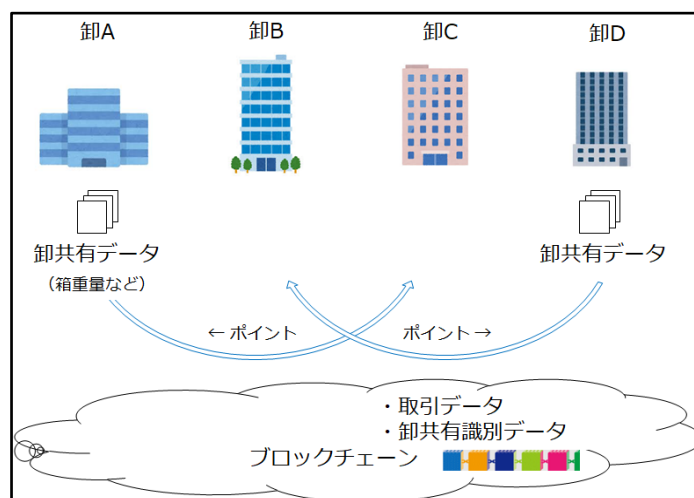 卸A
卸B
卸C
卸D
卸共有データ
（箱重量など）
卸共有データ
← ポイント
ポイント →
・取引データ
・卸共有識別データ
ブロックチェーン